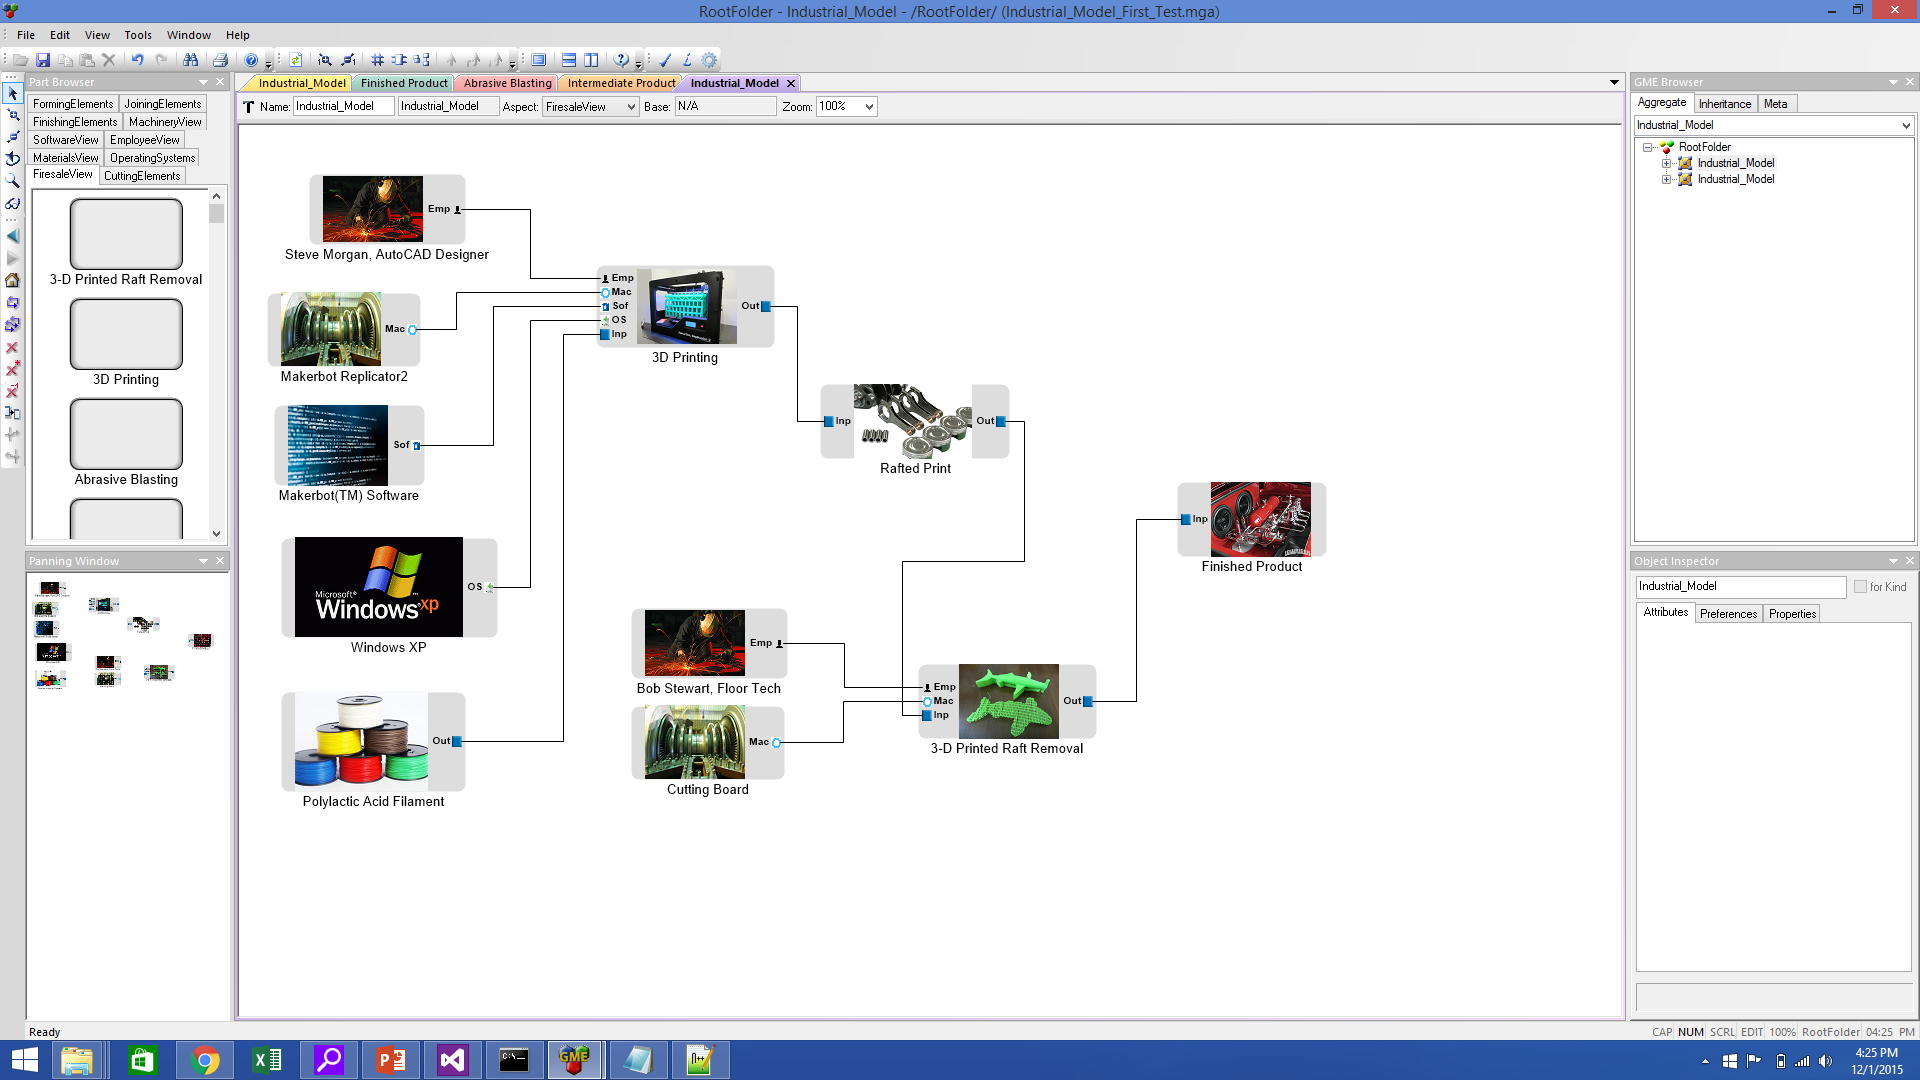 RootFolder - Industrial_Model - /RootFolder/ (Industrial_Model_First_Test.mga)
File Edit View Tools Window Help
Part Browser
FormingElements JoiningElements
FinishingElements MachineryView
SoftwareView EmployeeView
MaterialsView OperatingSystems
FiresaleView CuttingElements
3-D Printed Raft Removal
3D Printing
Abrasive Blasting
Panning Window
Industrial_Model Finished Product Abrasive Blasting Intermediate Product Industrial_Model
Name: Industrial_Model Industrial_Model Aspect: FiresaleView Base: N/A Zoom: 100%
Emp
Steve Morgan, AutoCAD Designer
Mac
Makerbot Replicator2
Sof
Makerbot(TM) Software
Microsoft®
Windows xp
OS
Windows XP
Out
Polylactic Acid Filament
Emp
Mac
Sof
OS
Inp
Out
3D Printing
Inp
Out
Rafted Print
Emp
Bob Stewart, Floor Tech
Mac
Cutting Board
Emp
Mac
Inp
Out
3-D Printed Raft Removal
Inp
Finished Product
GME Browser
Aggregate Inheritance Meta
Industrial_Model
RootFolder
Industrial_Model
Industrial_Model
Object Inspector
Industrial_Model for Kind
Attributes Preferences Properties
Ready
CAP NUM SCRL EDIT 100% RootFolder 04:25 PM
GME
4:25 PM
12/1/2015